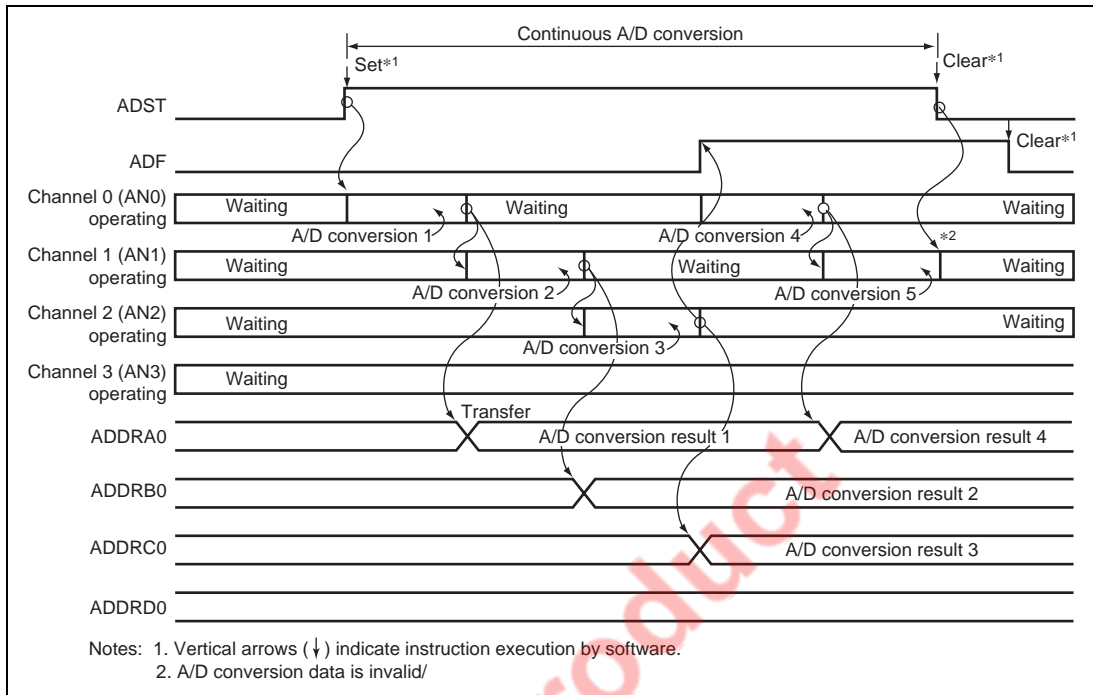 Continuous A/D conversion
Set*1
Clear*1
ADST
Clear*1
ADF
Channel 0 (AN0)
operating
Waiting
Waiting
Waiting
A/D conversion 1
A/D conversion 4
*2
Channel 1 (AN1)
operating
Waiting
Waiting
Waiting
A/D conversion 2
A/D conversion 5
Channel 2 (AN2)
operating
Waiting
Waiting
A/D conversion 3
Channel 3 (AN3)
operating
Waiting
Transfer
ADDRA0
A/D conversion result 1
A/D conversion result 4
ADDRB0
A/D conversion result 2
ADDRC0
A/D conversion result 3
ADDRD0
Notes: 1. Vertical arrows (↓) indicate instruction execution by software.
2. A/D conversion data is invalid/